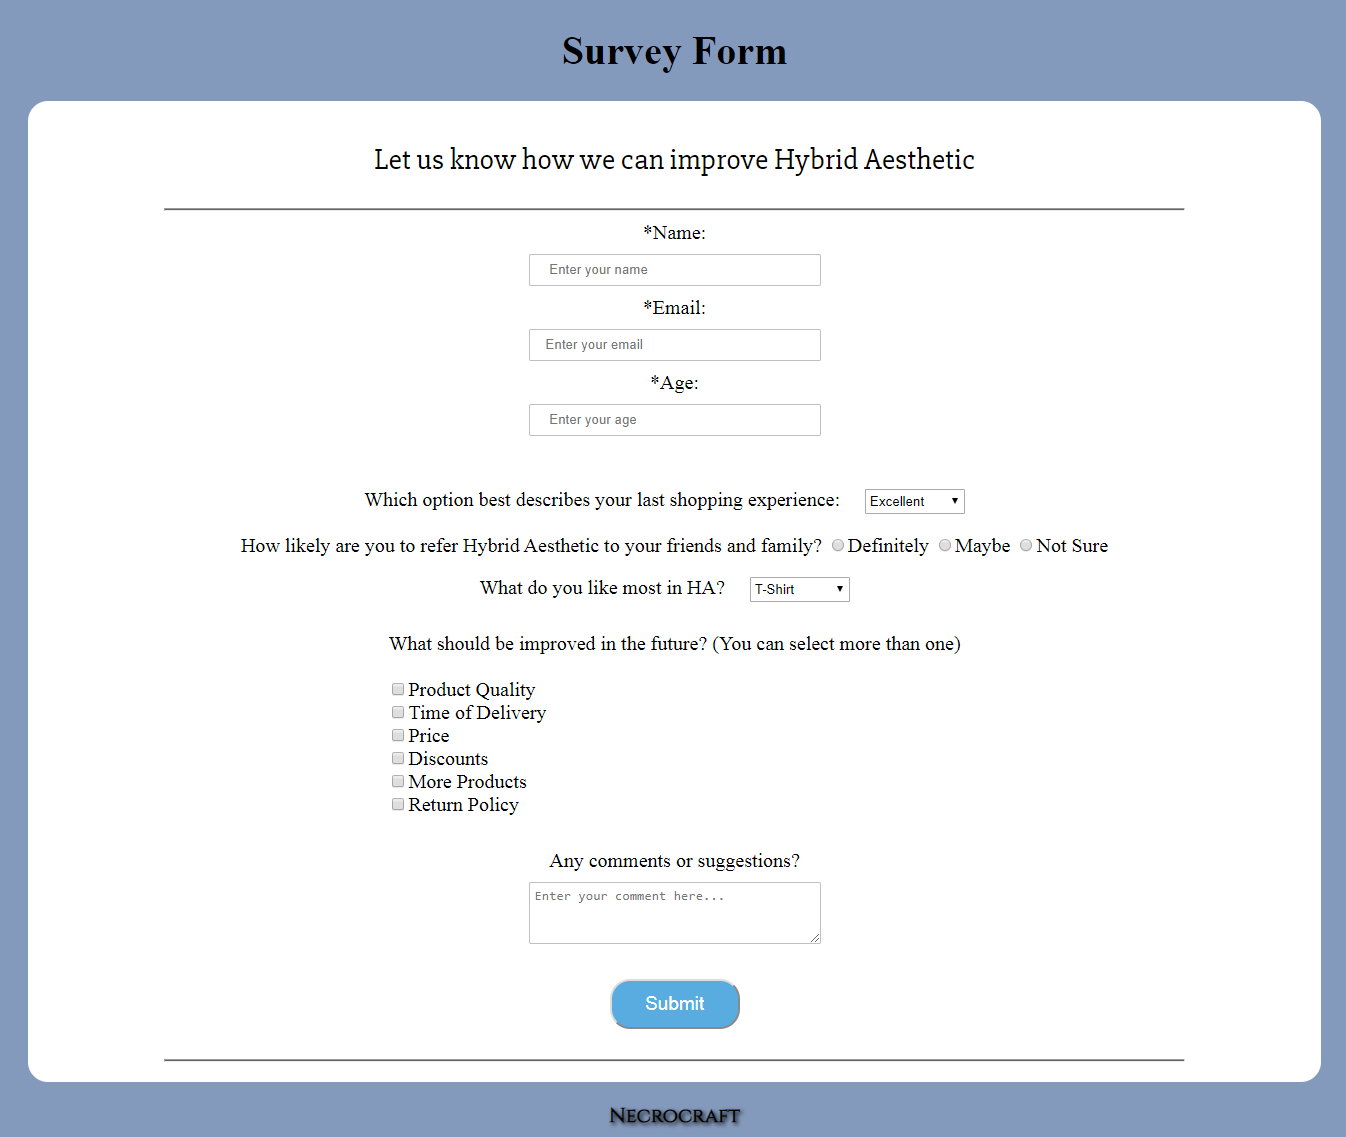 Survey Form
Let us know how we can improve Hybrid Aesthetic
*Name:
Enter your name
*Email:
Enter your email
*Age:
Enter your age
Which option best describes your last shopping experience: Excellent
How likely are you to refer Hybrid Aesthetic to your friends and family? Definitely Maybe Not Sure
What do you like most in HA? T-Shirt
What should be improved in the future? (You can select more than one)
Product Quality
Time of Delivery
Price
Discounts
More Products
Return Policy
Any comments or suggestions?
Enter your comment here...
Submit
Necrocraft